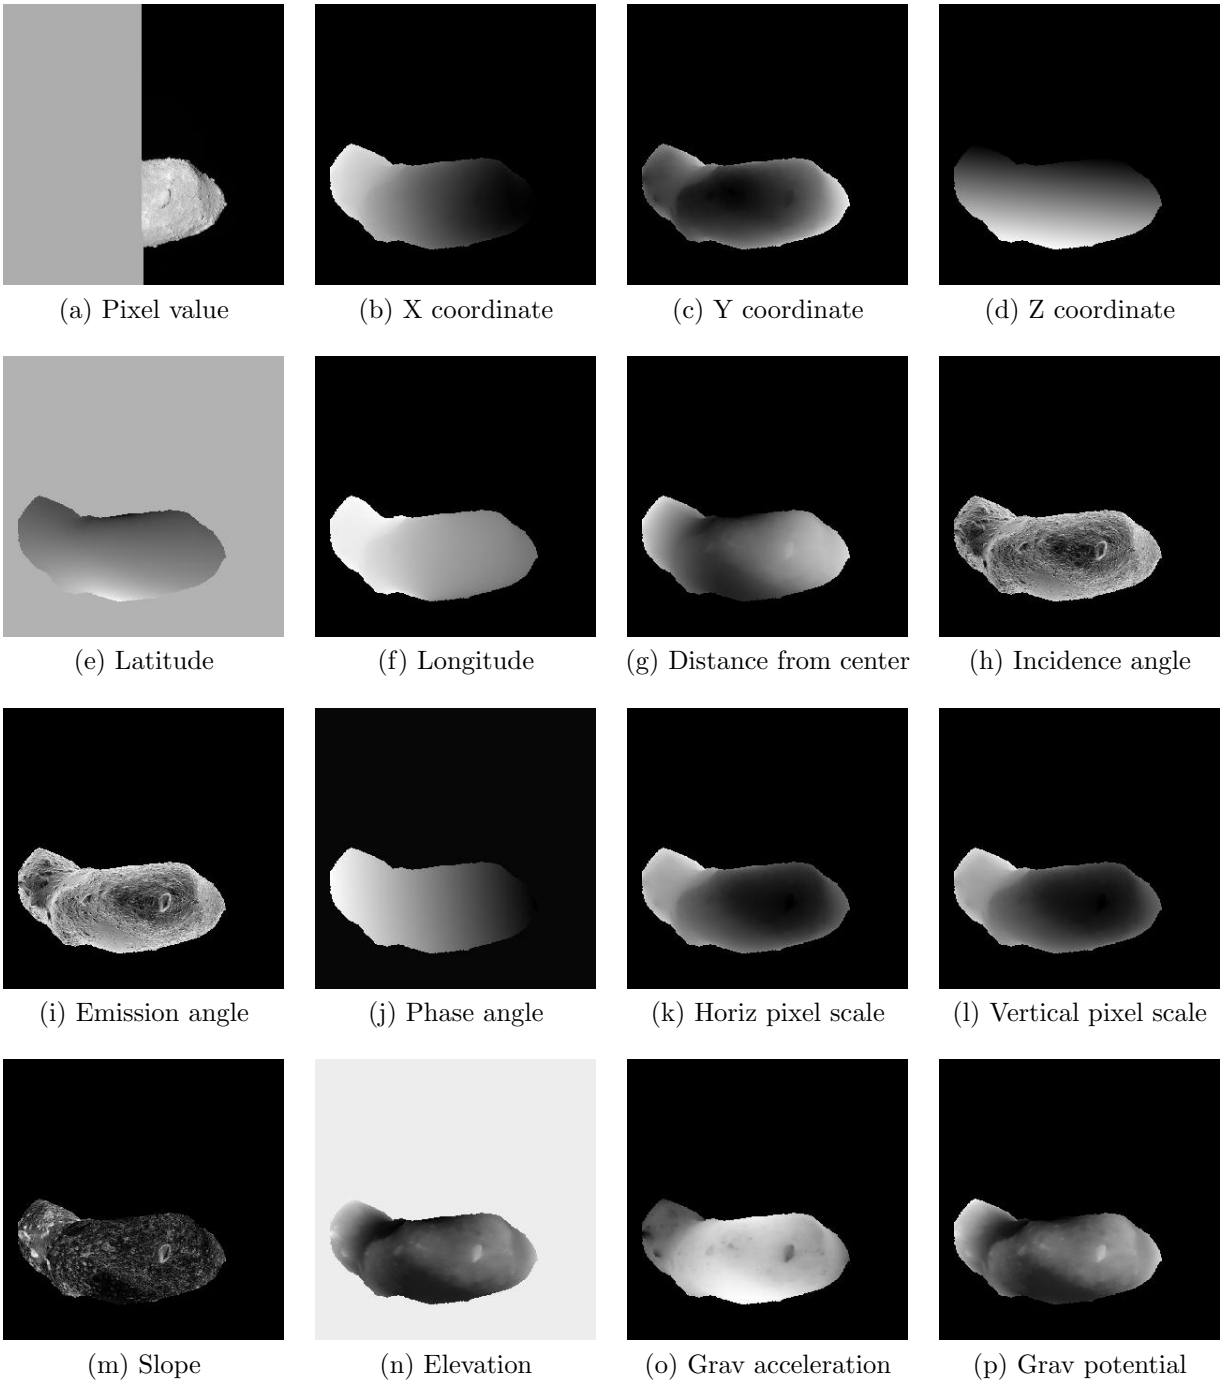 (a) Pixel value
(b) X coordinate
(c) Y coordinate
(d) Z coordinate
(e) Latitude
(f) Longitude
(g) Distance from center
(h) Incidence angle
(i) Emission angle
(j) Phase angle
(k) Horiz pixel scale
(l) Vertical pixel scale
(m) Slope
(n) Elevation
(o) Grav acceleration
(p) Grav potential